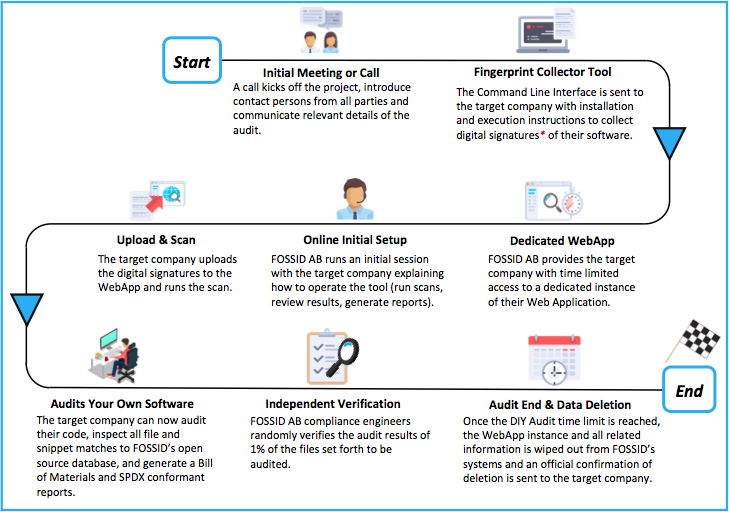 Start
Initial Meeting or Call
A call kicks off the project, introduce
contact persons from all parties and
communicate relevant details of the
audit.
Fingerprint Collector Tool
The Command Line Interface is sent to
the target company with installation
and execution instructions to collect
digital signatures* of their software.
Dedicated WebApp
FOSSID AB provides the target
company with time limited
access to a dedicated instance
of their Web Application.
Online Initial Setup
FOSSID AB runs an initial session
with the target company explaining
how to operate the tool (run scans,
review results, generate reports).
Upload & Scan
The target company uploads
the digital signatures to the
WebApp and runs the scan.
Audits Your Own Software
The target company can now audit
their code, inspect all file and
snippet matches to FOSSID's open
source database, and generate a Bill
of Materials and SPDX conformant
reports.
Independent Verification
FOSSID AB compliance engineers
randomly verifies the audit results of
1% of the files set forth to be
audited.
Audit End & Data Deletion
Once the DIY Audit time limit is reached,
the WebApp instance and all related
information is wiped out from FOSSID's
systems and an official confirmation of
deletion is sent to the target company.
End